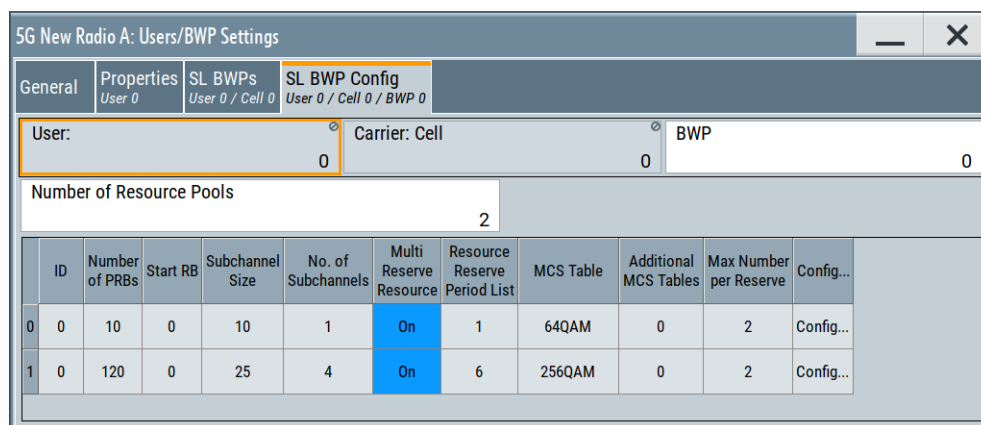 5G New Radio A: Users/BWP Settings
General
Properties
User 0
SL BWPs
User 0 / Cell 0
SL BWP Config
User 0 / Cell 0 / BWP 0
User:
0
Carrier: Cell
0
BWP
0
Number of Resource Pools
2
ID
Number of PRBs
Start RB
Subchannel Size
No. of Subchannels
Multi Reserve Resource
Resource Reserve Period List
MCS Table
Additional MCS Tables
Max Number per Reserve
Config...
0 0 10 0 10 1 On 1 64QAM 0 2 Config...
1 0 120 0 25 4 On 6 256QAM 0 2 Config...